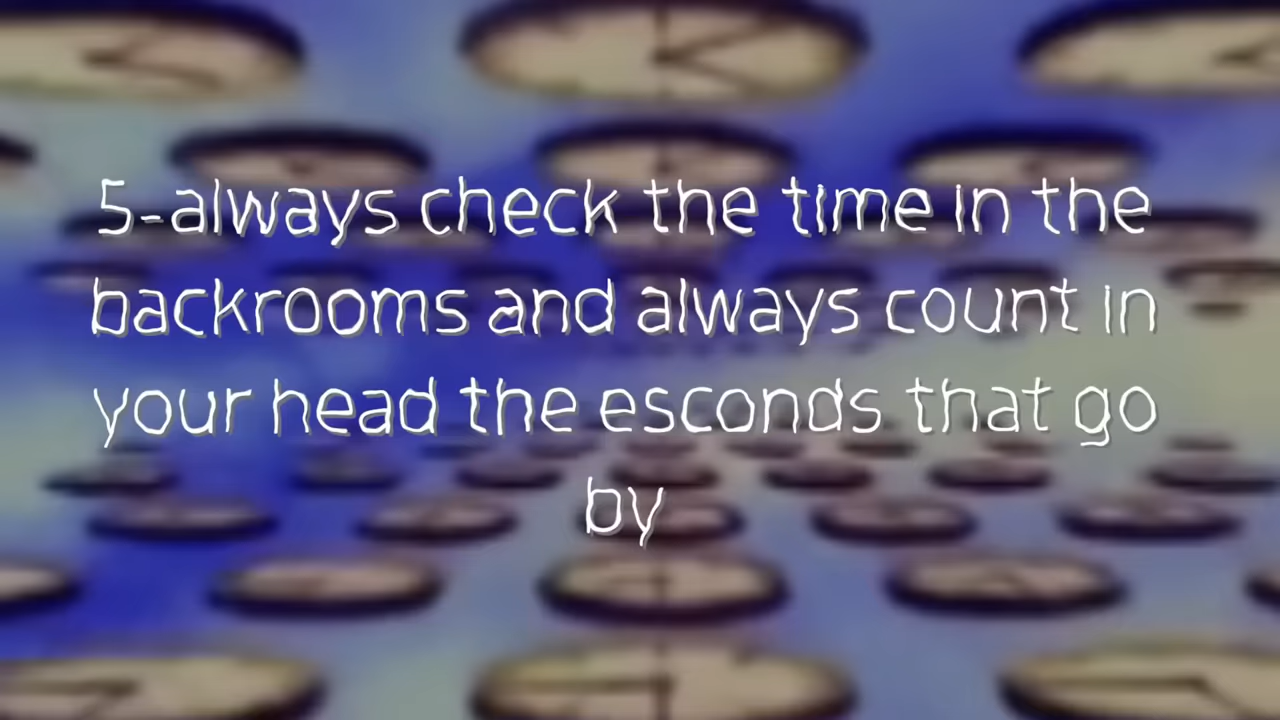 5-always check the time in the
backrooms and always count in
your head the esconds that go
by